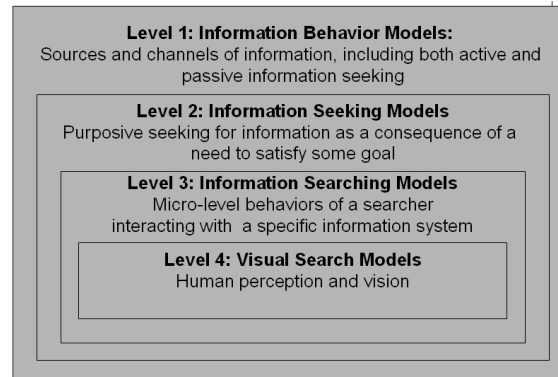 Level 1: Information Behavior Models:
Sources and channels of information, including both active and
passive information seeking
Level 2: Information Seeking Models
Purposive seeking for information as a consequence of a
need to satisfy some goal
Level 3: Information Searching Models
Micro-level behaviors of a searcher
interacting with a specific information system
Level 4: Visual Search Models
Human perception and vision